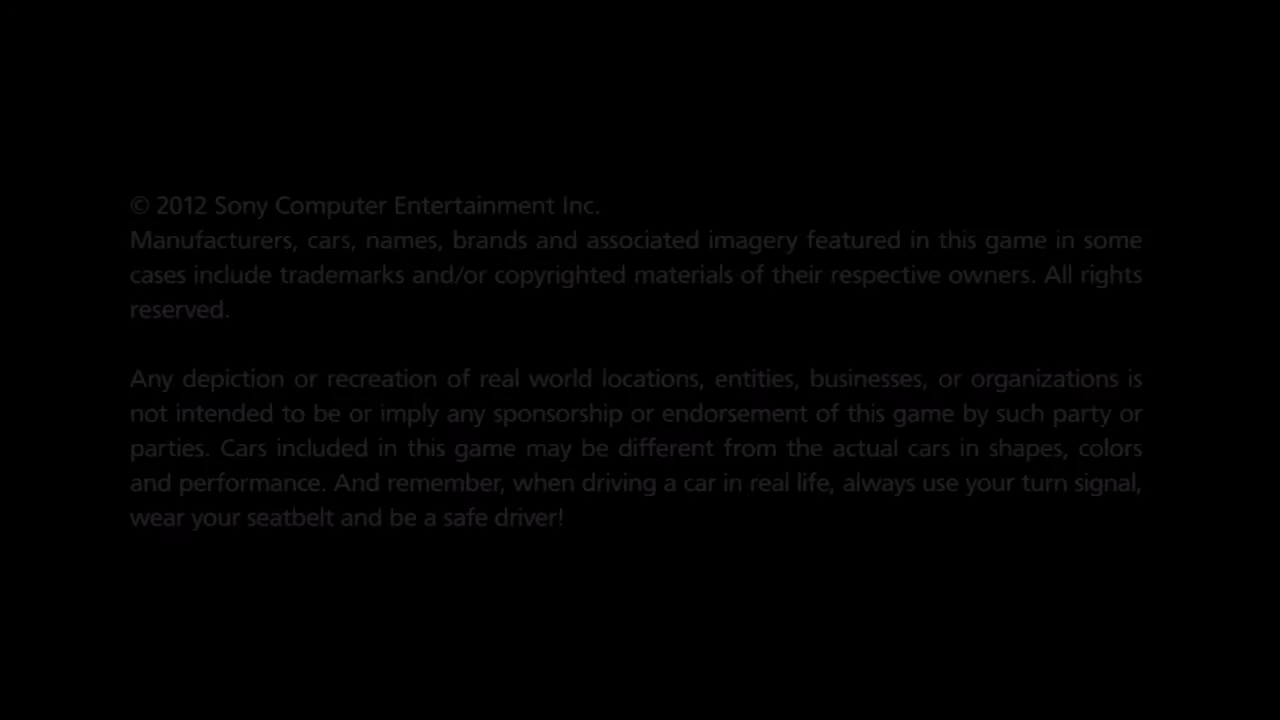 © 2012 Sony Computer Entertainment Inc.
Manufacturers, cars, names, brands and associated imagery featured in this game in some
cases include trademarks and/or copyrighted materials of their respective owners. All rights
reserved.
Any depiction or recreation of real world locations, entities, businesses, or organizations is
not intended to be or imply any sponsorship or endorsement of this game by such party or
parties. Cars included in this game may be different from the actual cars in shapes, colors
and performance. And remember, when driving a car in real life, always use your turn signal,
wear your seatbelt and be a safe driver!